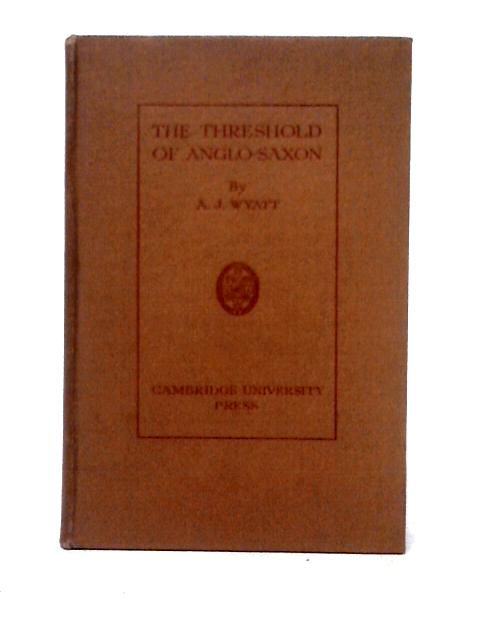 THE THRESHOLD
OF ANGLO-SAXON
By
A. J. WYATT
CAMBRIDGE UNIVERSITY
PRESS